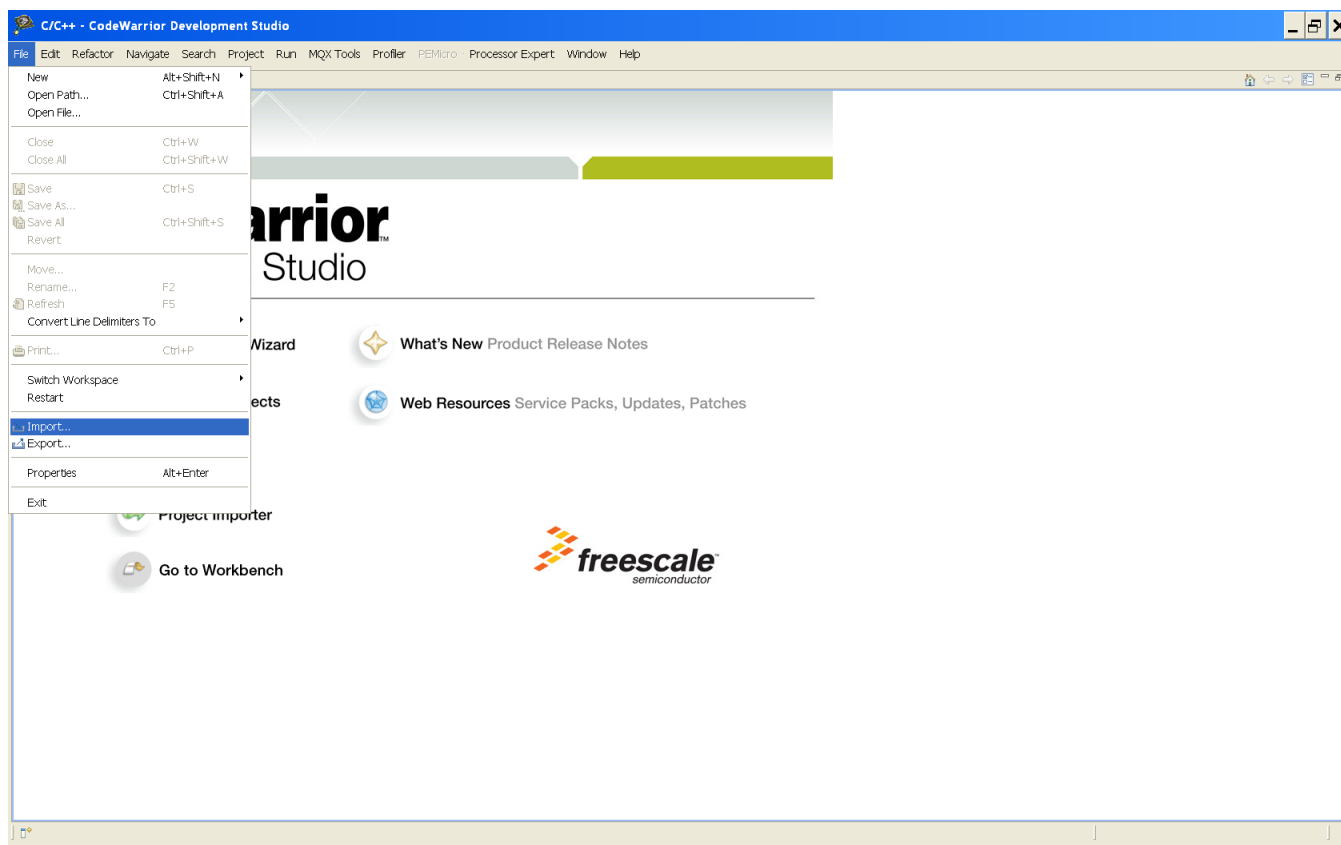 C/C++ - CodeWarrior Development Studio
File Edit Refactor Navigate Search Project Run MQX Tools Profiler PEMicro Processor Expert Window Help
New Alt+Shift+N
Open Path... Ctrl+Shift+A
Open File...
Close Ctrl+W
Close All Ctrl+Shift+W
Save Ctrl+S
Save As...
Save All Ctrl+Shift+S
Revert
Move...
Rename... F2
Refresh F5
Convert Line Delimiters To
Print... Ctrl+P
Switch Workspace
Restart
Import...
Export...
Properties Alt+Enter
Exit
arrior™
Studio
Wizard
What's New Product Release Notes
ects
Web Resources Service Packs, Updates, Patches
Project Importer
Go to Workbench
freescale™
semiconductor